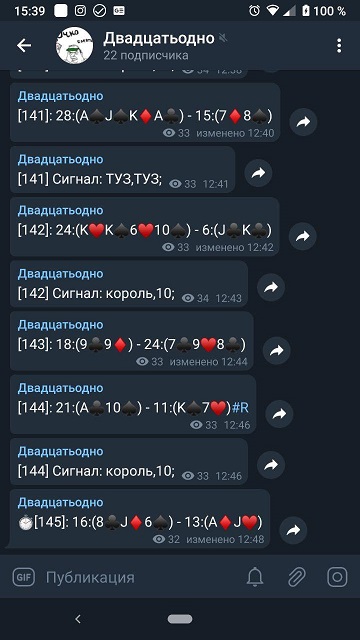 15:39
100 %
Двадцатьодно
22 подписчика
34 12:38
Двадцатьодно
[141]: 28:(A♠️J♠️K♦️A♣️) - 15:(7♦️8♠️)
33 изменено 12:40
Двадцатьодно
[141] Сигнал: ТУЗ,ТУЗ; 33 12:41
Двадцатьодно
[142]: 24:(K♥️K♠️6♥️10♠️) - 6:(J♣️K♣️)
33 изменено 12:42
Двадцатьодно
[142] Сигнал: король,10; 34 12:43
Двадцатьодно
[143]: 18:(9♣️9♦️) - 24:(7♣️9♥️8♣️)
33 изменено 12:44
Двадцатьодно
[144]: 21:(A♣️10♠️) - 11:(K♠️7♥️)#R
33 12:46
Двадцатьодно
[144] Сигнал: король,10; 33 12:46
Двадцатьодно
⏱[145]: 16:(8♣️J♦️6♠️) - 13:(A♦️J♥️)
32 изменено 12:48
GIF Публикация